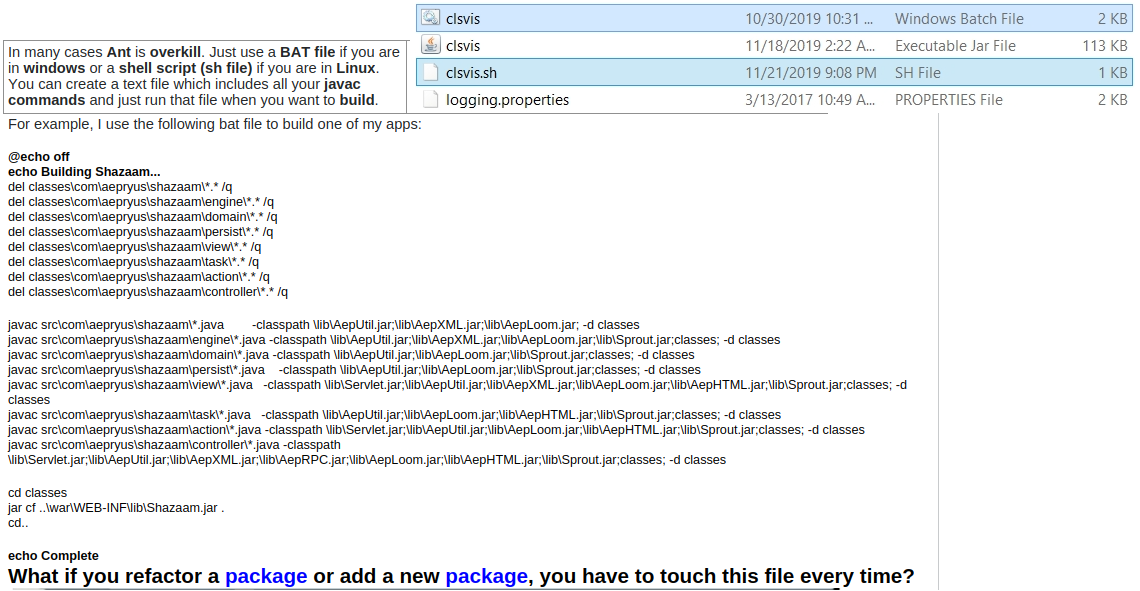 clsvis 10/30/2019 10:31 ... Windows Batch File 2 KB
clsvis 11/18/2019 2:22 A... Executable Jar File 113 KB
clsvis.sh 11/21/2019 9:08 PM SH File 1 KB
logging.properties 3/13/2017 10:49 A... PROPERTIES File 2 KB
In many cases Ant is overkill. Just use a BAT file if you are
in windows or a shell script (sh file) if you are in Linux.
You can create a text file which includes all your javac
commands and just run that file when you want to build.
For example, I use the following bat file to build one of my apps:
@echo off
echo Building Shazaam...
del classes\com\aepryus\shazaam\*.* /q
del classes\com\aepryus\shazaam\engine\*.* /q
del classes\com\aepryus\shazaam\domain\*.* /q
del classes\com\aepryus\shazaam\persist\*.* /q
del classes\com\aepryus\shazaam\view\*.* /q
del classes\com\aepryus\shazaam\task\*.* /q
del classes\com\aepryus\shazaam\action\*.* /q
del classes\com\aepryus\shazaam\controller\*.* /q
javac src\com\aepryus\shazaam\*.java -classpath \lib\AepUtil.jar;\lib\AepXML.jar;\lib\AepLoom.jar; -d classes
javac src\com\aepryus\shazaam\engine\*.java -classpath \lib\AepUtil.jar;\lib\AepXML.jar;\lib\AepLoom.jar;\lib\Sprout.jar;classes; -d classes
javac src\com\aepryus\shazaam\domain\*.java -classpath \lib\AepUtil.jar;\lib\AepLoom.jar;\lib\Sprout.jar;classes; -d classes
javac src\com\aepryus\shazaam\persist\*.java -classpath \lib\AepUtil.jar;\lib\AepLoom.jar;\lib\Sprout.jar;classes; -d classes
javac src\com\aepryus\shazaam\view\*.java -classpath \lib\Servlet.jar;\lib\AepUtil.jar;\lib\AepXML.jar;\lib\AepLoom.jar;\lib\AepHTML.jar;\lib\Sprout.jar;classes; -d
classes
javac src\com\aepryus\shazaam\task\*.java -classpath \lib\AepUtil.jar;\lib\AepLoom.jar;\lib\AepHTML.jar;\lib\Sprout.jar;classes; -d classes
javac src\com\aepryus\shazaam\action\*.java -classpath \lib\Servlet.jar;\lib\AepUtil.jar;\lib\AepLoom.jar;\lib\AepHTML.jar;\lib\Sprout.jar;classes; -d classes
javac src\com\aepryus\shazaam\controller\*.java -classpath
\lib\Servlet.jar;\lib\AepUtil.jar;\lib\AepXML.jar;\lib\AepRPC.jar;\lib\AepLoom.jar;\lib\AepHTML.jar;\lib\Sprout.jar;classes; -d classes
cd classes
jar cf ..\war\WEB-INF\lib\Shazaam.jar .
cd..
echo Complete
What if you refactor a package or add a new package, you have to touch this file every time?